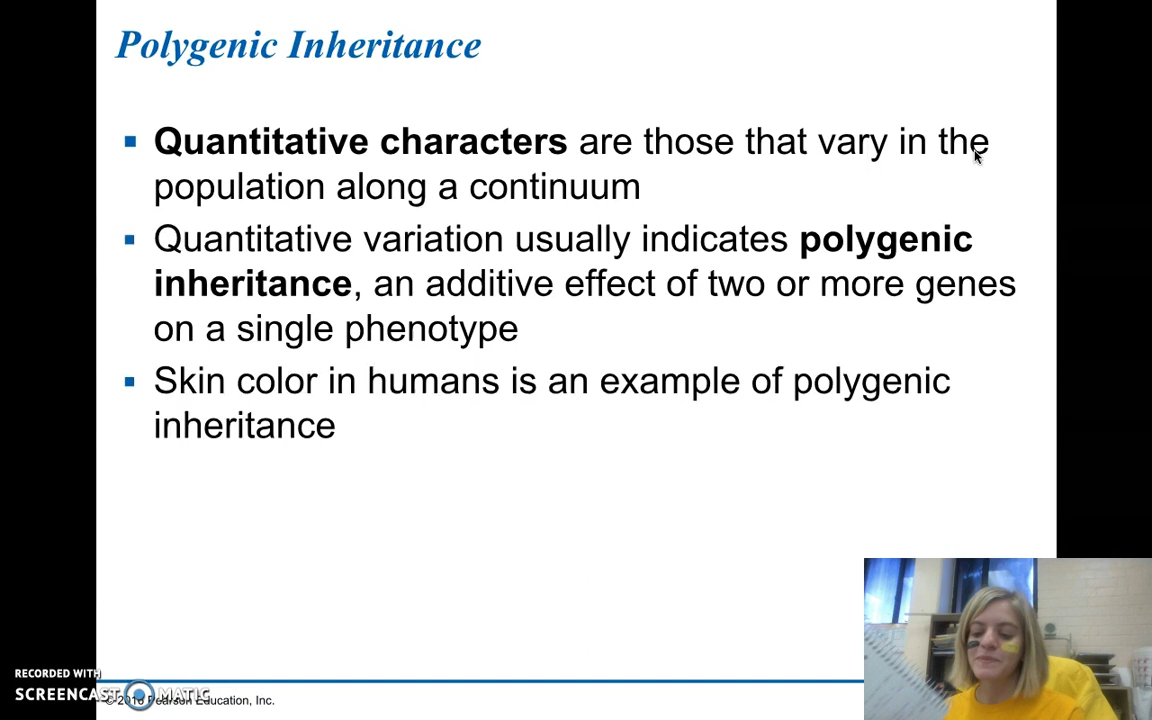 Polygenic Inheritance
▪ Quantitative characters are those that vary in the
population along a continuum
▪ Quantitative variation usually indicates polygenic
inheritance, an additive effect of two or more genes
on a single phenotype
▪ Skin color in humans is an example of polygenic
inheritance
RECORDED WITH
SCREENCAST MATIC
© 2016 Pearson Education, Inc.